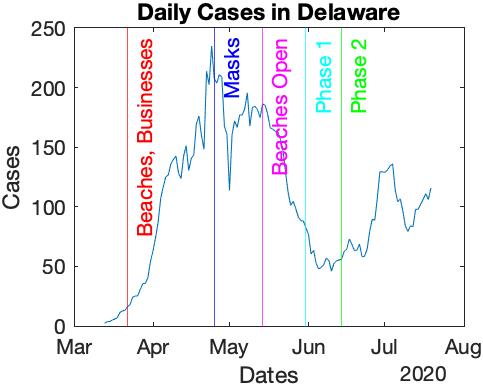 Daily Cases in Delaware
250
200
150
100
50
0
Cases
Beaches, Businesses
Masks
Beaches Open
Phase 1
Phase 2
Mar Apr May Jun Jul Aug
Dates 2020